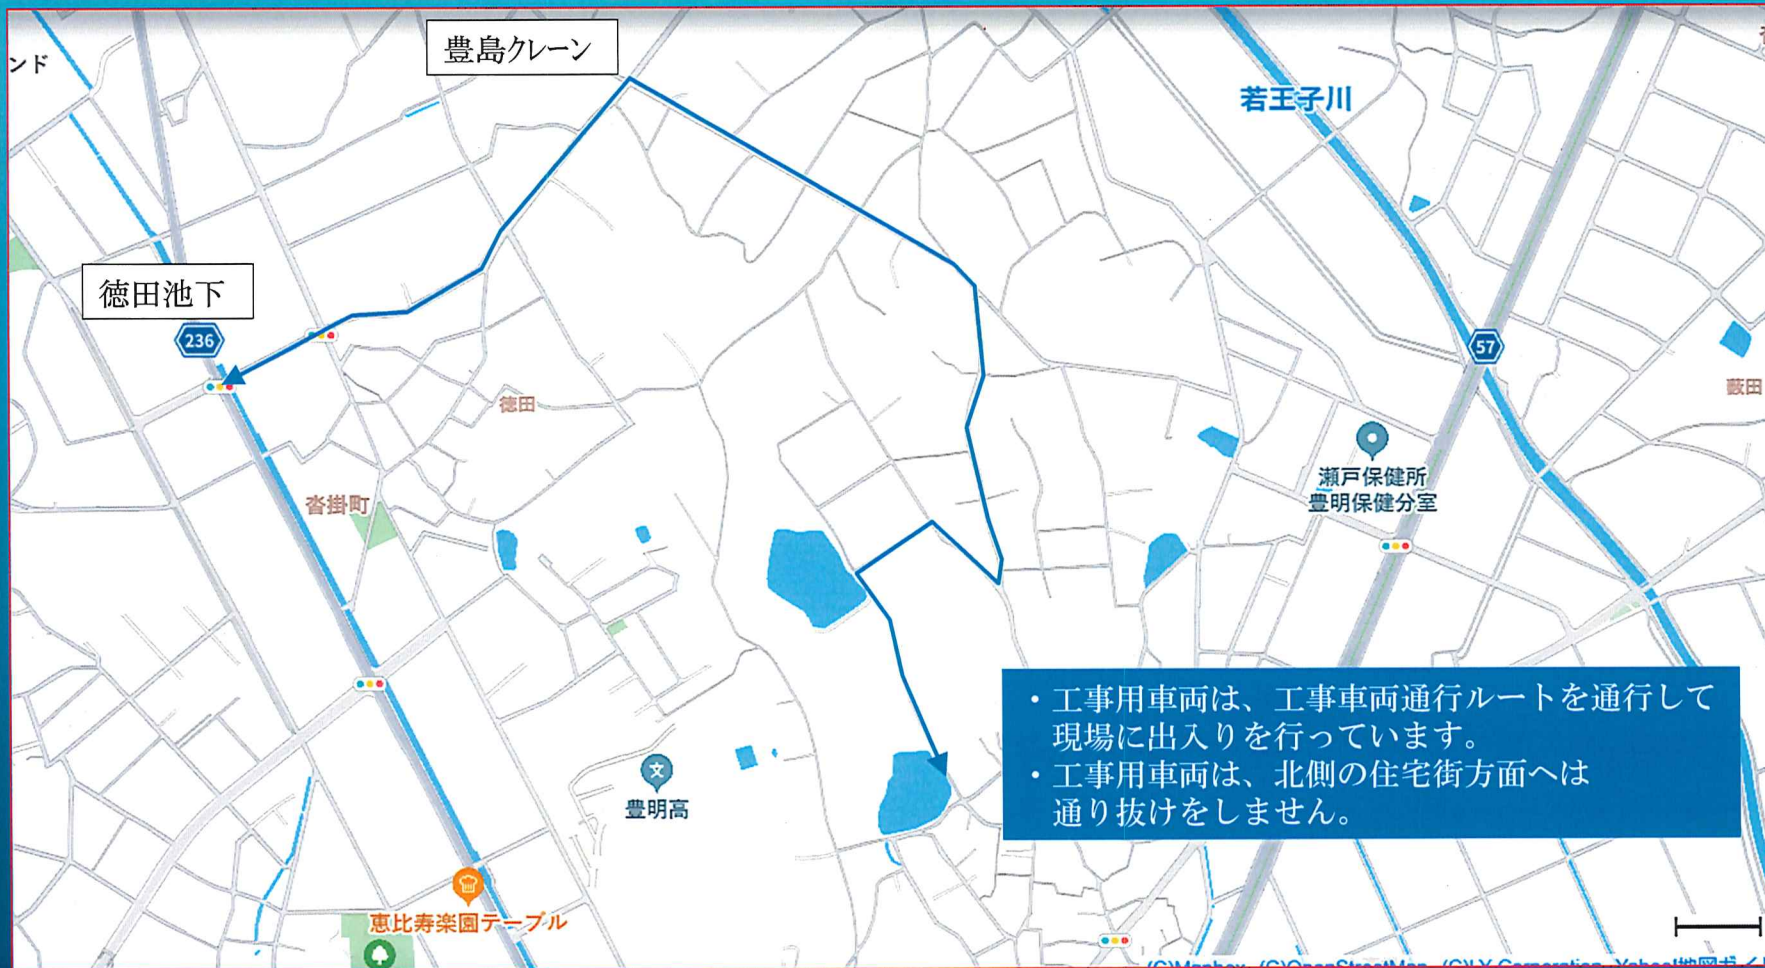 ンド
豊島クレーン
若王子川
徳田池下
236
57
藪田
徳田
沓掛町
瀬戸保健所
豊明保健分室
・工事用車両は、工事車両通行ルートを通行して
現場に出入りを行っています。
・工事用車両は、北側の住宅街方面へは
通り抜けをしません。
文
豊明高
恵比寿楽園テーブル